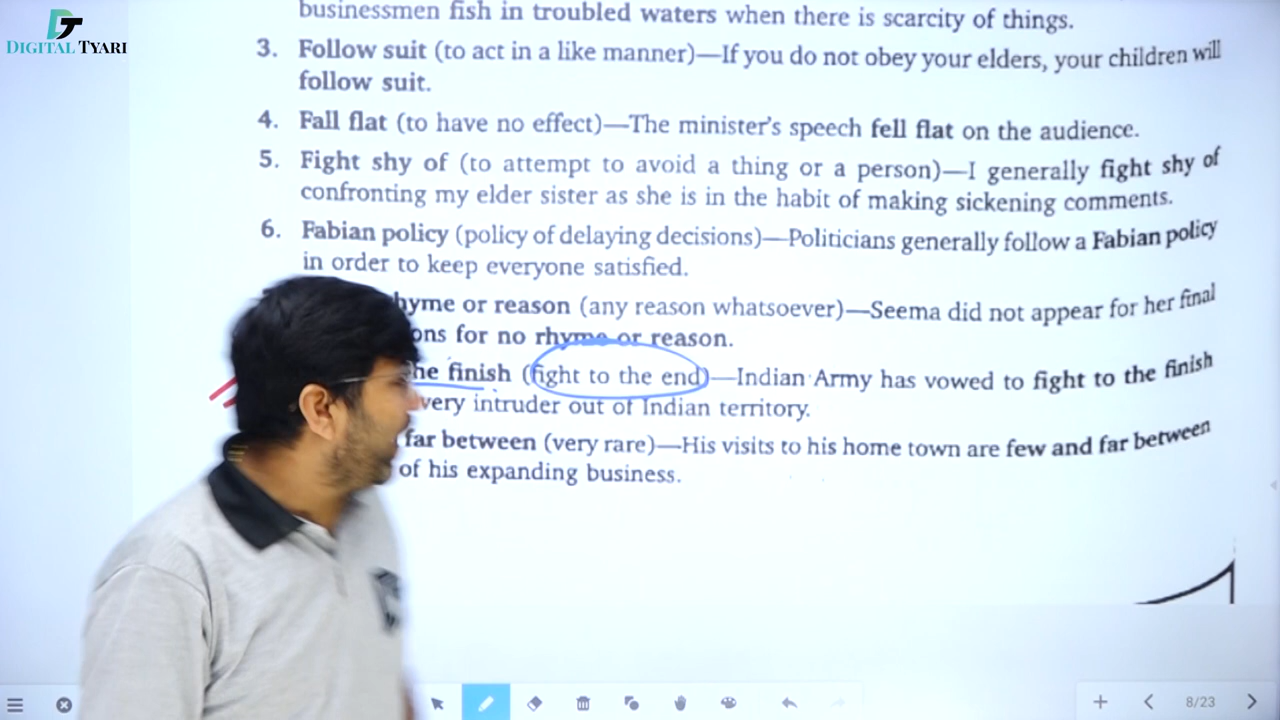 DIGITAL TYARI
businessmen fish in troubled waters when there is scarcity of things.
3. Follow suit (to act in a like manner)—If you do not obey your elders, your children will
follow suit.
4. Fall flat (to have no effect)—The minister's speech fell flat on the audience.
5. Fight shy of (to attempt to avoid a thing or a person)—I generally fight shy of
confronting my elder sister as she is in the habit of making sickening comments.
6. Fabian policy (policy of delaying decisions)—Politicians generally follow a Fabian policy
in order to keep everyone satisfied.
hyme or reason (any reason whatsoever)—Seema did not appear for her final
ons for no rhyme or reason.
he finish (fight to the end)—Indian Army has vowed to fight to the finish
very intruder out of Indian territory.
far between (very rare)—His visits to his home town are few and far between
of his expanding business.
8/23